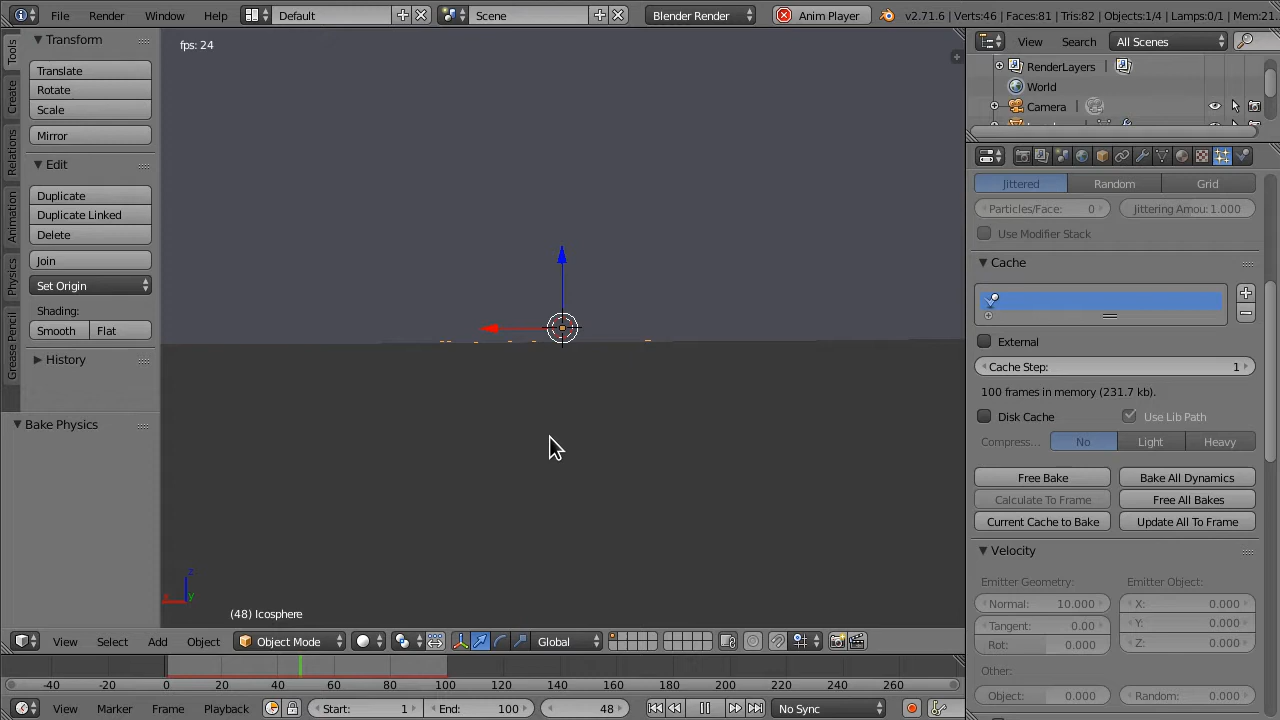 File Render Window Help Default Scene Blender Render Anim Player v2.71.6 | Verts:46 | Faces:81 | Tris:82 | Objects:1/4 | Lamps:0/1 | Mem:21
fps: 24
View Search All Scenes
RenderLayers |
World
Camera |
Tools
Create
Relations
Animation
Physics
Grease Pencil
Transform
Translate
Rotate
Scale
Mirror
Edit
Duplicate
Duplicate Linked
Delete
Join
Set Origin
Shading:
Smooth Flat
History
Bake Physics
Jittered Random Grid
Particles/Face: 0 Jittering Amou: 1.000
Use Modifier Stack
Cache
External
Cache Step: 1
100 frames in memory (231.7 kb).
Disk Cache Use Lib Path
Compress... No Light Heavy
Free Bake Bake All Dynamics
Calculate To Frame Free All Bakes
Current Cache to Bake Update All To Frame
Velocity
Emitter Geometry: Emitter Object:
Normal: 10.000 X: 0.000
Tangent: 0.00 Y: 0.000
Rot: 0.000 Z: 0.000
Other:
Object: 0.000 Random: 0.000
z
x y
(48) Icosphere
View Select Add Object Object Mode Global
-40 -20 0 20 40 60 80 100 120 140 160 180 200 220 240 260
View Marker Frame Playback Start: 1 End: 100 48 No Sync